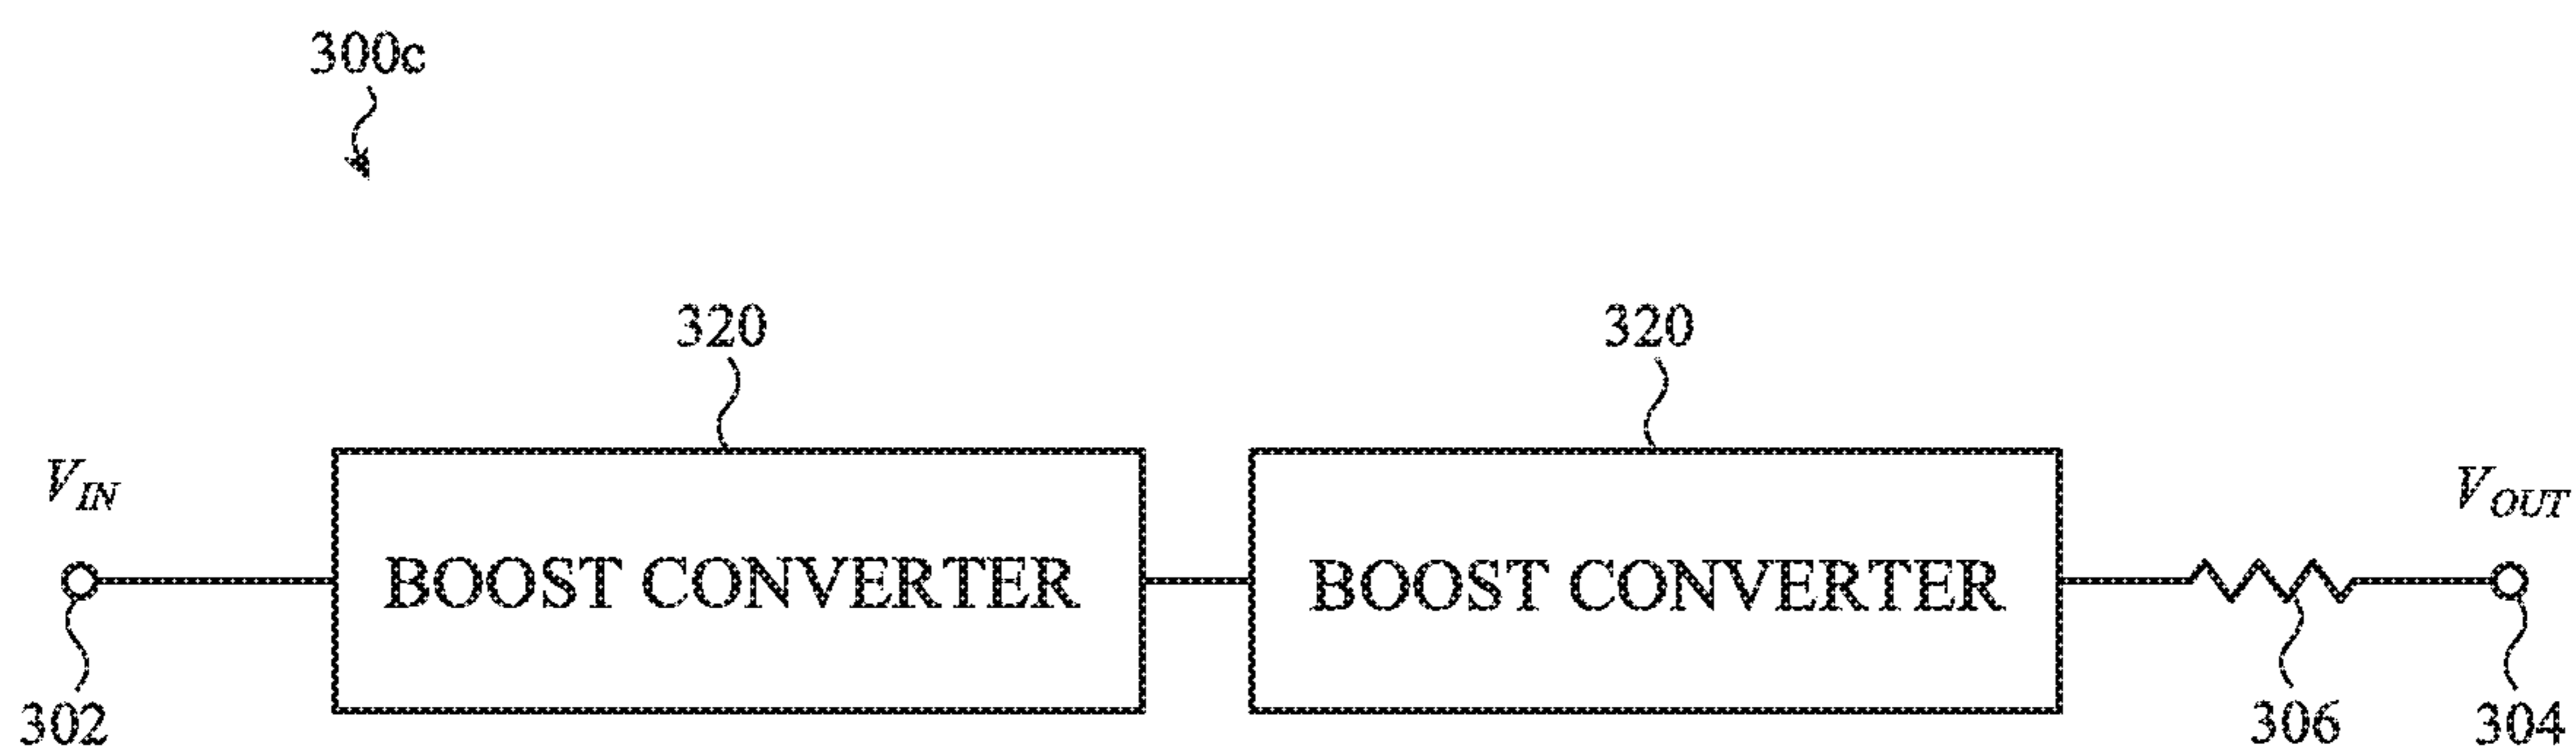 300c
320
320
V_IN
V_OUT
BOOST CONVERTER
BOOST CONVERTER
302
306
304